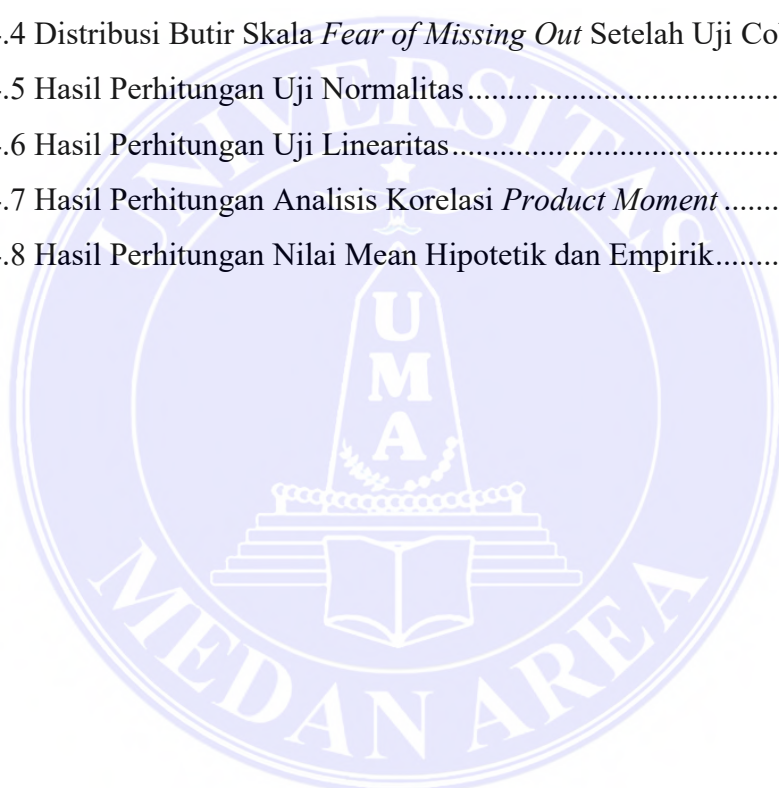 .4 Distribusi Butir Skala Fear of Missing Out Setelah Uji Co
.5 Hasil Perhitungan Uji Normalitas.......................................
.6 Hasil Perhitungan Uji Linearitas.........................................
.7 Hasil Perhitungan Analisis Korelasi Product Moment.......
.8 Hasil Perhitungan Nilai Mean Hipotetik dan Empirik........
UNIVERSITAS
UMA
MEDAN AREA